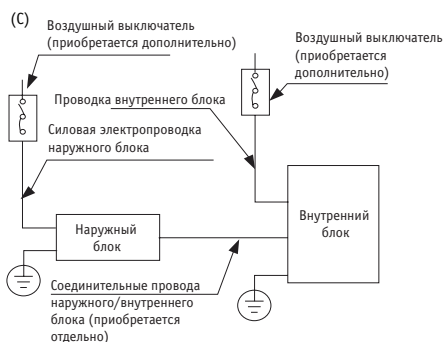 (C)
Воздушный выключатель
(приобретается дополнительно)
Воздушный выключатель
(приобретается
дополнительно)
Проводка внутреннего блока
Силовая электропроводка
наружного блока
Наружный
блок
Внутренний
блок
Соединительные провода
наружного/внутреннего
блока (приобретается
отдельно)